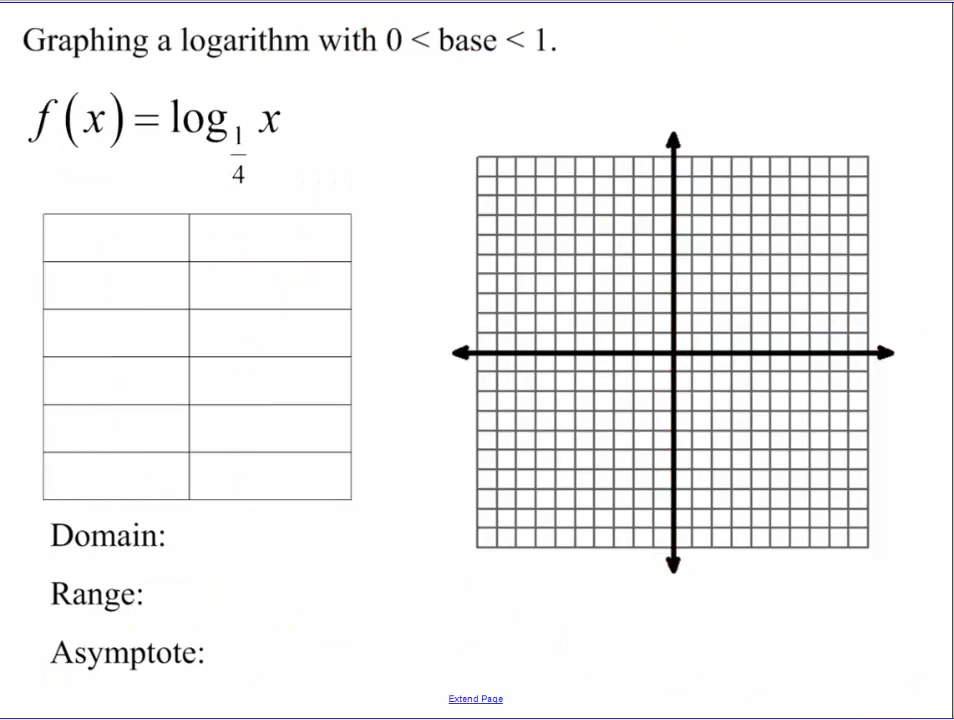 Graphing a logarithm with 0 < base < 1.
f(x) = log_{1/4} x
Domain:
Range:
Asymptote:
Extend Page